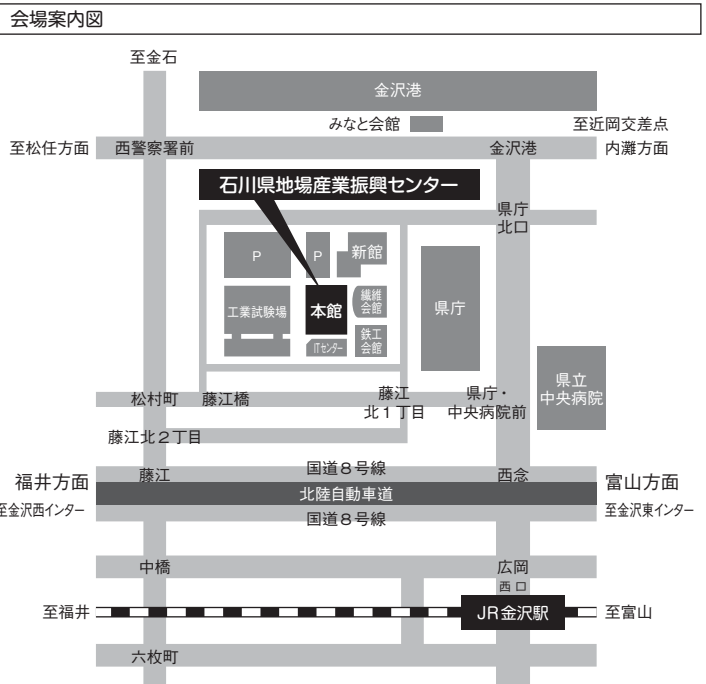 会場案内図
至金石
金沢港
みなと会館
至近岡交差点
至松任方面
西警察署前
金沢港
内灘方面
石川県地場産業振興センター
県庁
北口
P
P
新館
工業試験場
本館
繊維
会館
県庁
ITセンター
鉄工
会館
県立
中央病院
松村町
藤江橋
藤江
北1丁目
県庁・
中央病院前
藤江北2丁目
福井方面
藤江
国道8号線
西念
富山方面
北陸自動車道
至金沢西インター
国道8号線
至金沢東インター
中橋
広岡
西口
至福井
JR金沢駅
至富山
六枚町